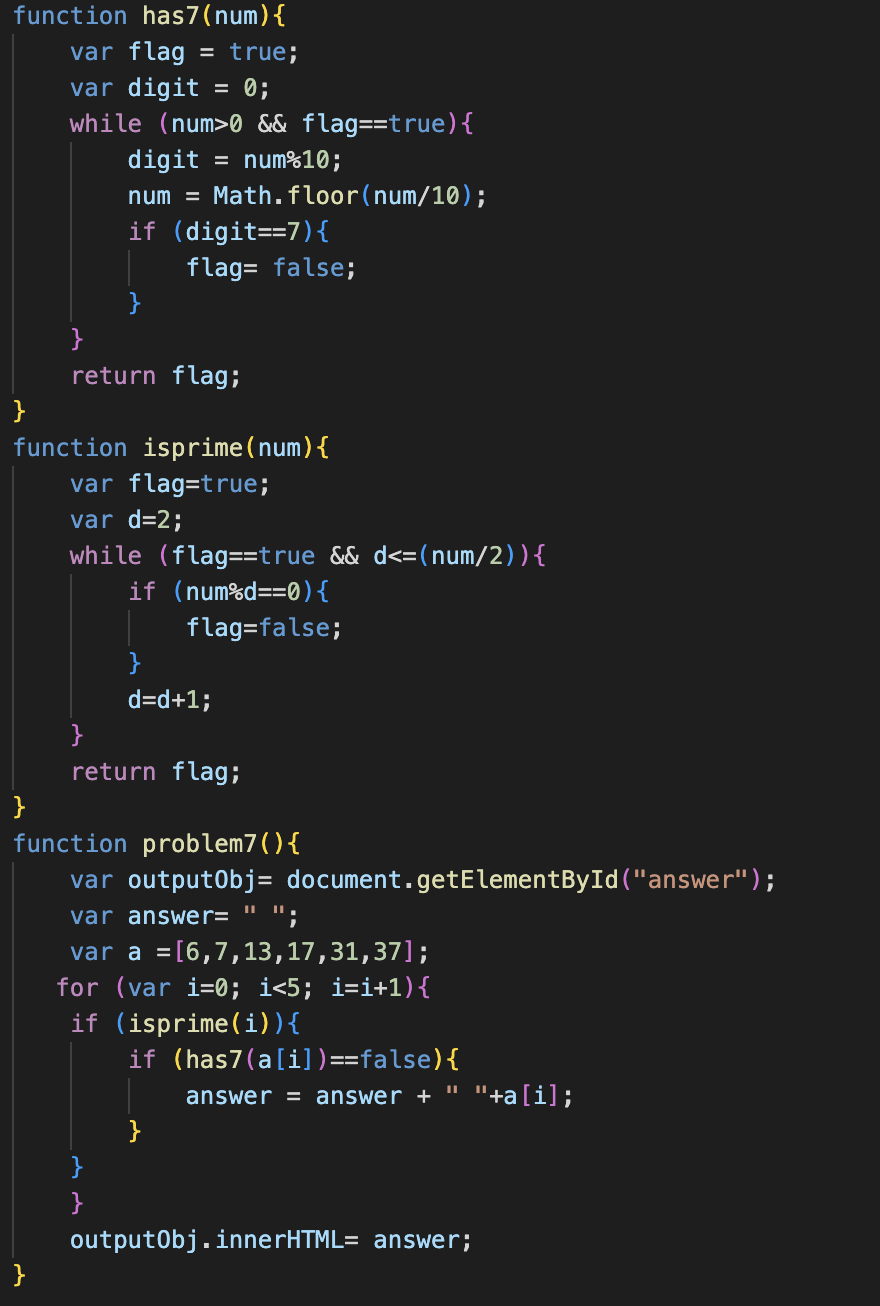 function has7(num){
    var flag = true;
    var digit = 0;
    while (num>0 && flag==true){
        digit = num%10;
        num = Math.floor(num/10);
        if (digit==7){
            flag= false;
        }
    }
    return flag;
}
function isprime(num){
    var flag=true;
    var d=2;
    while (flag==true && d<=(num/2)){
        if (num%d==0){
            flag=false;
        }
        d=d+1;
    }
    return flag;
}
function problem7(){
    var outputObj= document.getElementById("answer");
    var answer= " ";
    var a =[6,7,13,17,31,37];
   for (var i=0; i<5; i=i+1){
    if (isprime(i)){
        if (has7(a[i])==false){
            answer = answer + " "+a[i];
        }
    }
    }
    outputObj.innerHTML= answer;
}